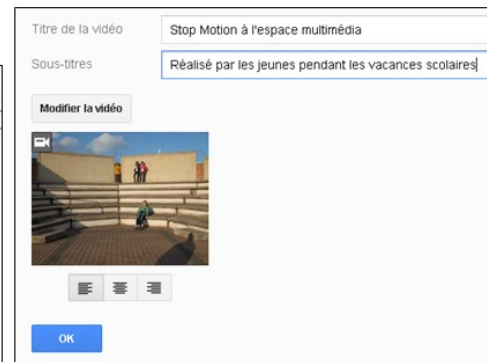 Titre de la vidéo
Stop Motion à l'espace multimédia
Sous-titres
Réalisé par les jeunes pendant les vacances scolaires
Modifier la vidéo
OK